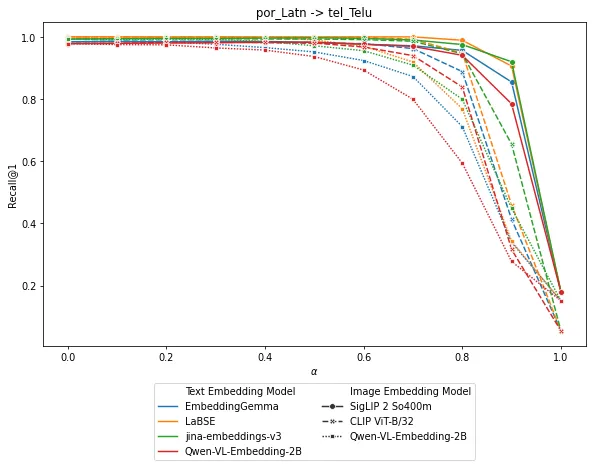 por_Latn -> tel_Telu
1.0
0.8
0.6
0.4
0.2
Recall@1
0.0 0.2 0.4 0.6 0.8 1.0
α
Text Embedding Model
EmbeddingGemma
LaBSE
jina-embeddings-v3
Qwen-VL-Embedding-2B
Image Embedding Model
SigLIP 2 So400m
CLIP ViT-B/32
Qwen-VL-Embedding-2B